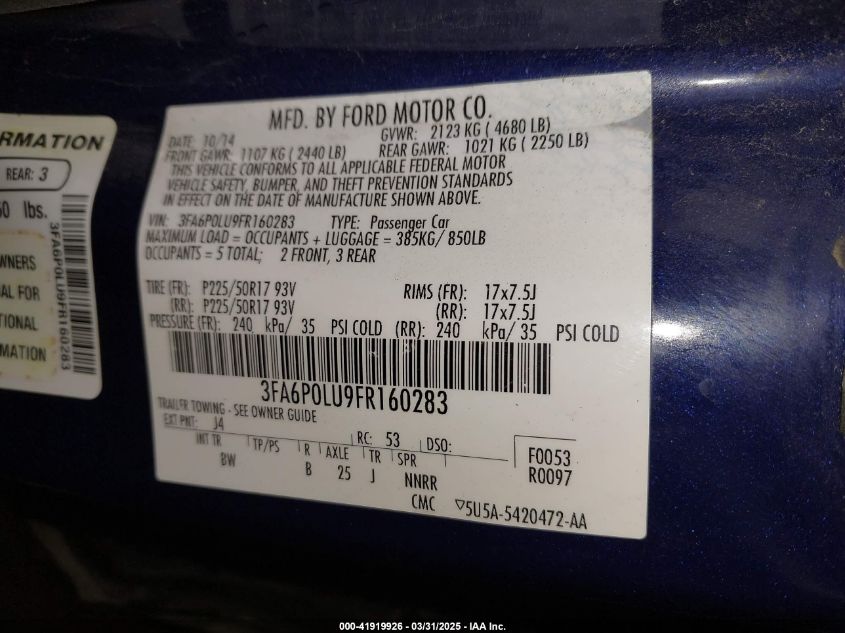 RMATION
REAR: 3
lbs.
WNERS
AL FOR
TIONAL
MATION
3FA6P0LU9FR160283
MFD. BY FORD MOTOR CO.
DATE: 10/14 GVWR: 2123 KG ( 4680 LB)
FRONT GAWR: 1107 KG ( 2440 LB) REAR GAWR: 1021 KG ( 2250 LB)
THIS VEHICLE CONFORMS TO ALL APPLICABLE FEDERAL MOTOR
VEHICLE SAFETY, BUMPER, AND THEFT PREVENTION STANDARDS
IN EFFECT ON THE DATE OF MANUFACTURE SHOWN ABOVE.
VIN: 3FA6P0LU9FR160283 TYPE: Passenger Car
MAXIMUM LOAD = OCCUPANTS + LUGGAGE = 385KG/ 850LB
OCCUPANTS = 5 TOTAL; 2 FRONT, 3 REAR
TIRE (FR): P225/50R17 93V RIMS (FR): 17x7.5J
(RR): P225/50R17 93V (RR): 17x7.5J
PRESSURE (FR): 240 kPa/ 35 PSI COLD (RR): 240 kPa/ 35 PSI COLD
3FA6P0LU9FR160283
TRAILER TOWING - SEE OWNER GUIDE
EXT PNT: J4 RC: 53 DSO: F0053
INT TR TP/PS R AXLE TR SPR R0097
BW B 25 J NNRR
CMC ▽5U5A-5420472-AA
000-41919926 - 03/31/2025 - IAA Inc.